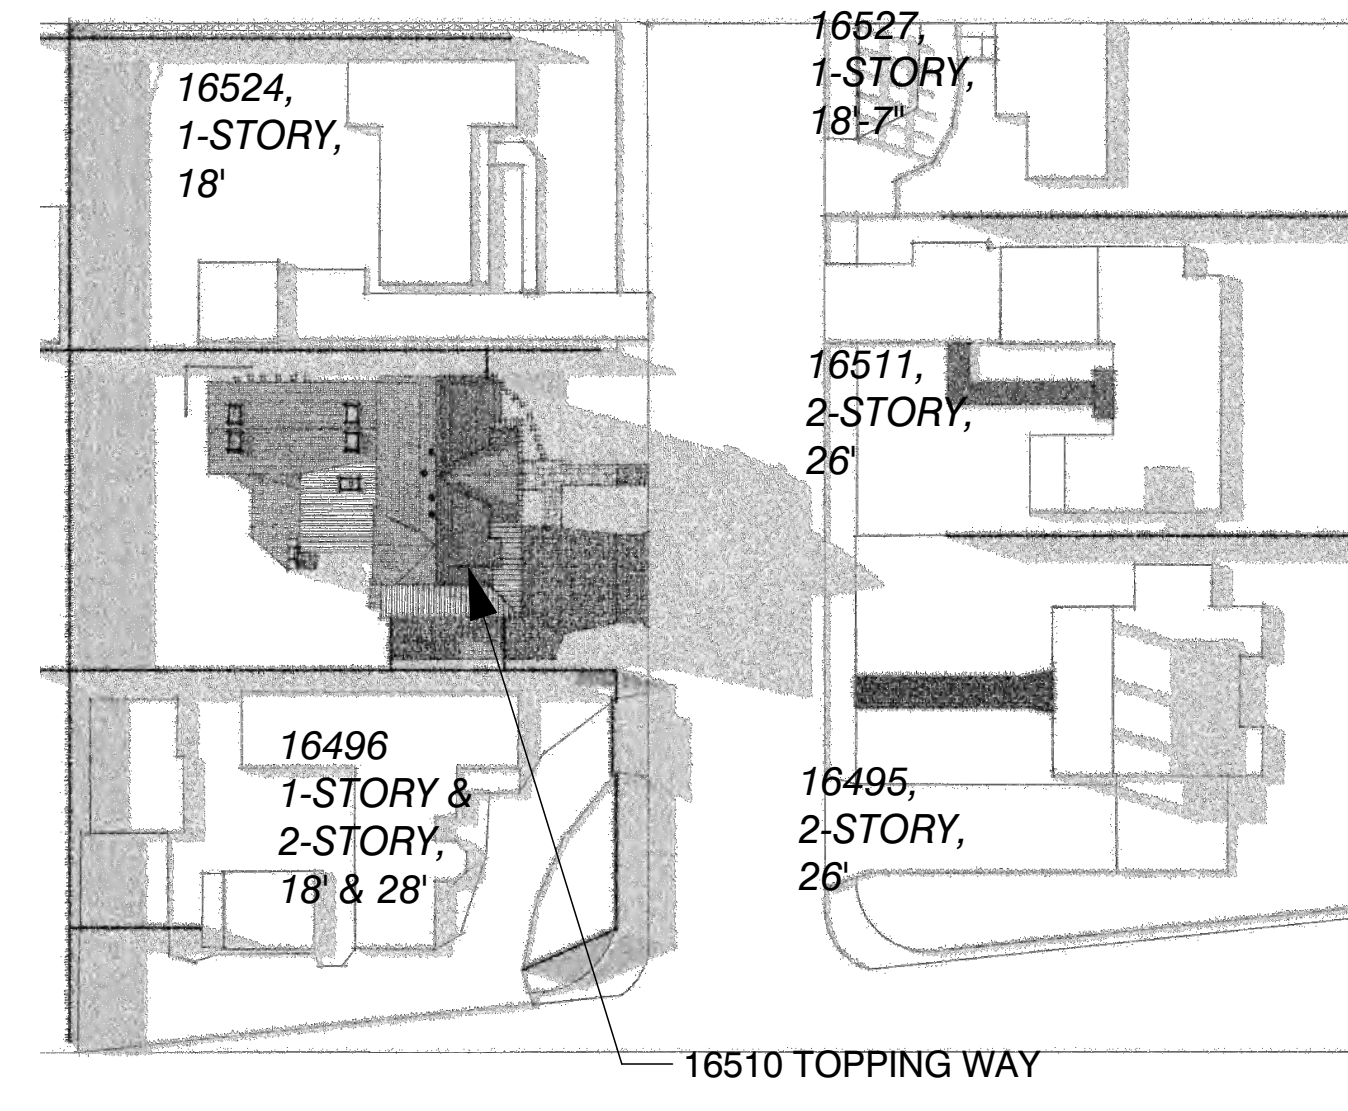 16527,
1-STORY,
18'-7"
16524,
1-STORY,
18'
16511,
2-STORY,
26'
16496
1-STORY &
2-STORY,
18' & 28'
16495,
2-STORY,
26'
16510 TOPPING WAY